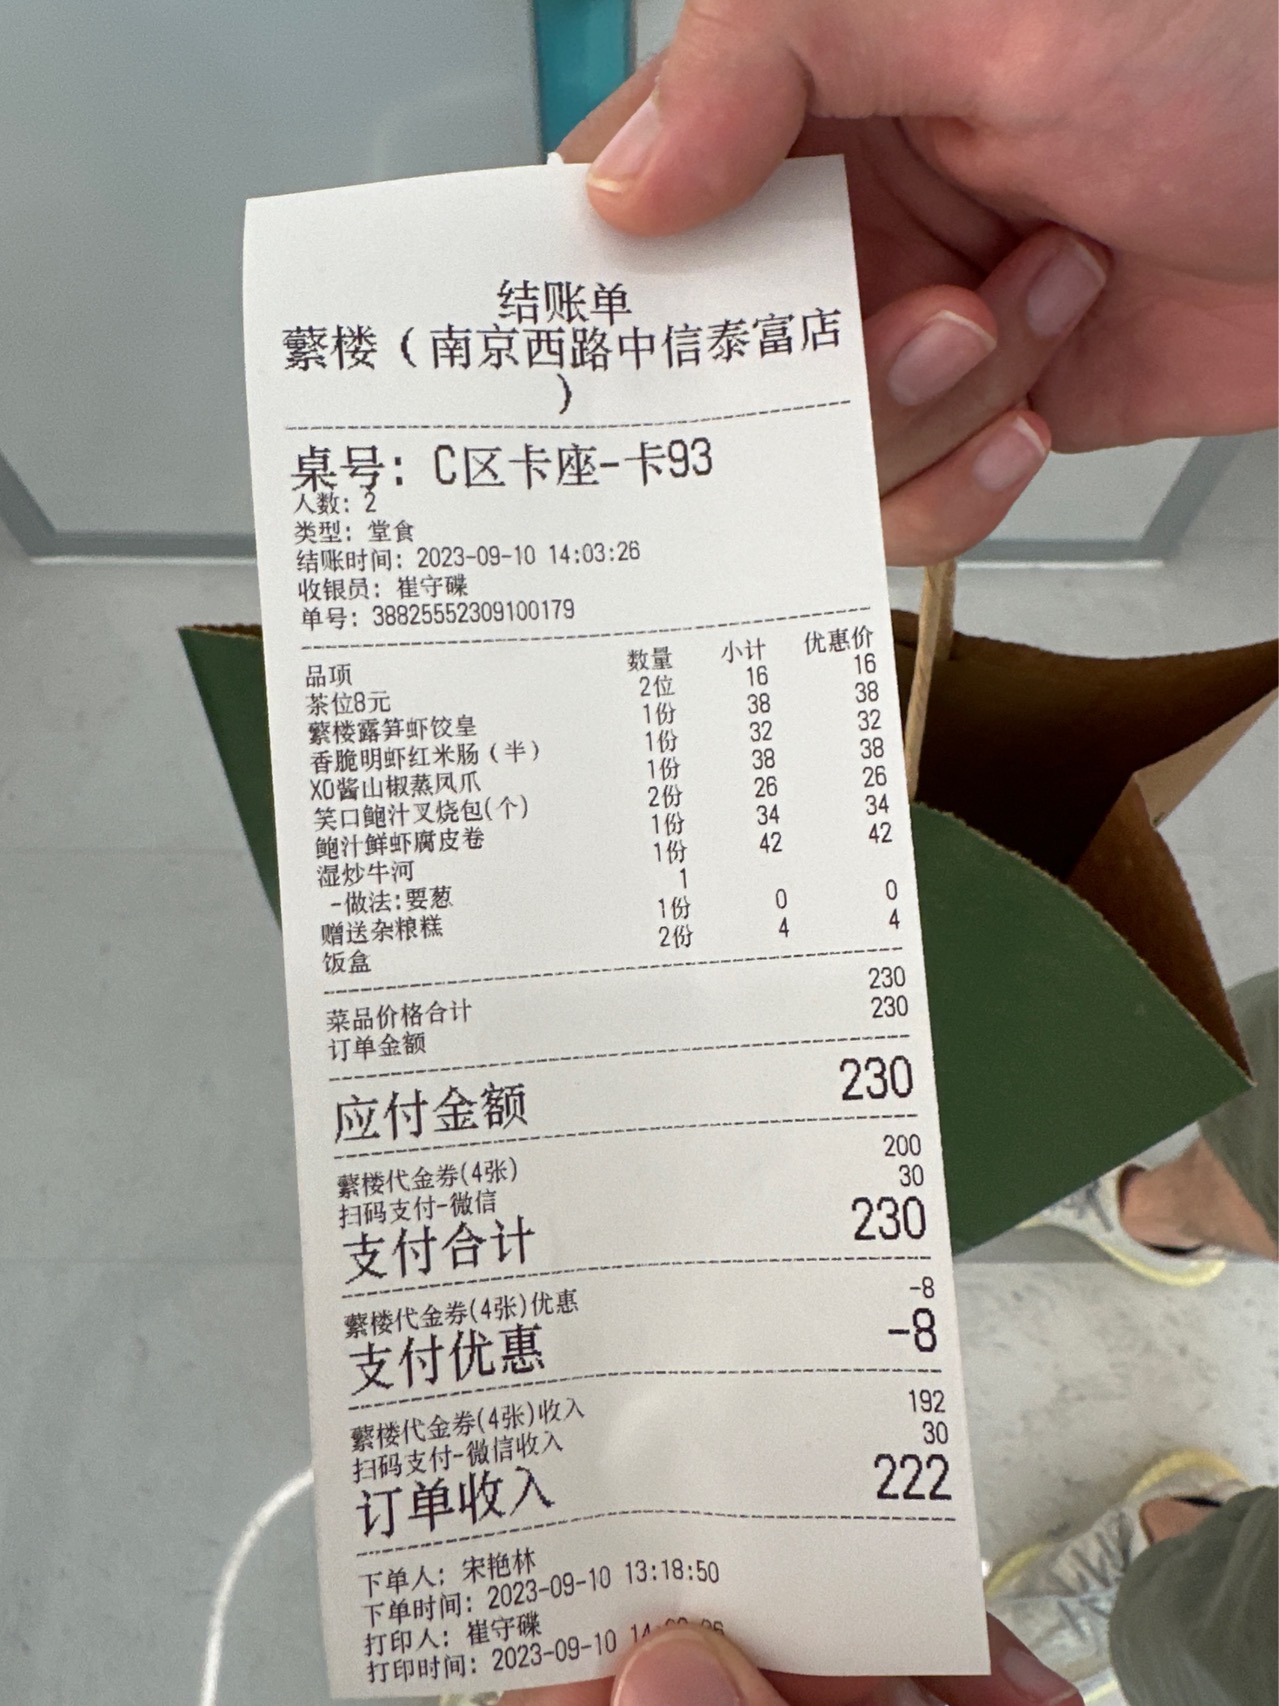 结账单
蘩楼（南京西路中信泰富店
）
桌号: C区卡座-卡93
人数: 2
类型: 堂食
结账时间: 2023-09-10 14:03:26
收银员: 崔守碟
单号: 38825552309100179
品项 数量 小计 优惠价
茶位8元 2位 16 16
蘩楼露笋虾饺皇 1份 38 38
香脆明虾红米肠（半） 1份 32 32
XO酱山椒蒸凤爪 1份 38 38
笑口鲍汁叉烧包(个) 2份 26 26
鲍汁鲜虾腐皮卷 1份 34 34
湿炒牛河 1份 42 42
-做法:要葱 1
赠送杂粮糕 1份 0 0
饭盒 2份 4 4
菜品价格合计 230
订单金额 230
应付金额 230
蘩楼代金券(4张) 200
扫码支付-微信 30
支付合计 230
蘩楼代金券(4张)优惠 -8
支付优惠 -8
蘩楼代金券(4张)收入 192
扫码支付-微信收入 30
订单收入 222
下单人: 宋艳林
下单时间: 2023-09-10 13:18:50
打印人: 崔守碟
打印时间: 2023-09-10